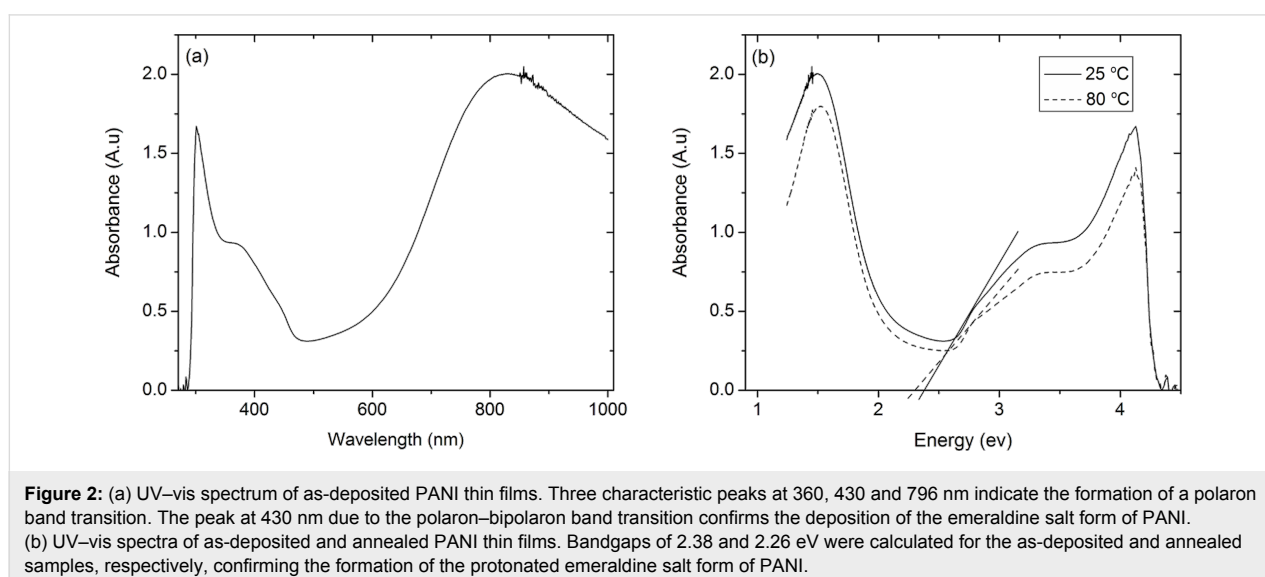 (a)
2.0
1.5
1.0
0.5
0.0
Absorbance (A.u)
400
600
800
1000
Wavelength (nm)
(b)
25 ºC
80 ºC
2.0
1.5
1.0
0.5
0.0
Absorbance (A.u)
1
2
3
4
Energy (ev)
Figure 2: (a) UV–vis spectrum of as-deposited PANI thin films. Three characteristic peaks at 360, 430 and 796 nm indicate the formation of a polaron
band transition. The peak at 430 nm due to the polaron–bipolaron band transition confirms the deposition of the emeraldine salt form of PANI.
(b) UV–vis spectra of as-deposited and annealed PANI thin films. Bandgaps of 2.38 and 2.26 eV were calculated for the as-deposited and annealed
samples, respectively, confirming the formation of the protonated emeraldine salt form of PANI.